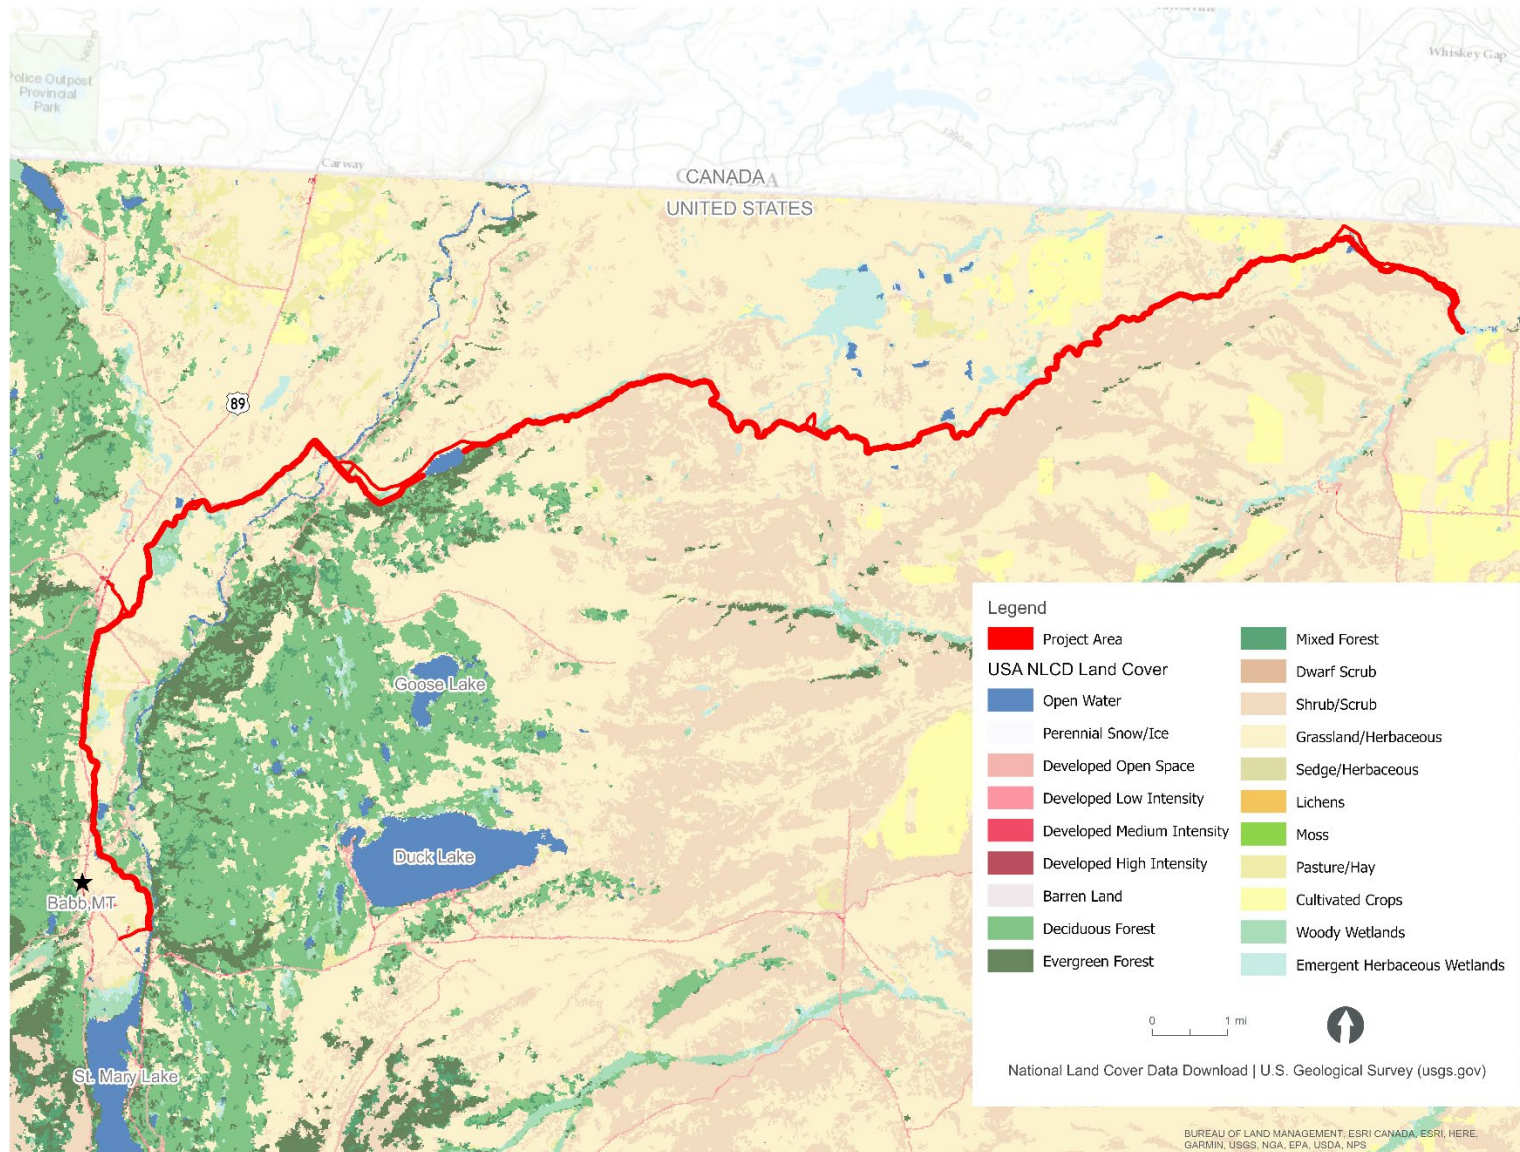 Whiskey Gap
Police Outpost
Provincial
Park
Carway
CANADA
UNITED STATES
1200 m
1200 m
89
Goose Lake
Duck Lake
Babb,MT
St. Mary Lake
Legend
Project Area
USA NLCD Land Cover
Open Water
Perennial Snow/Ice
Developed Open Space
Developed Low Intensity
Developed Medium Intensity
Developed High Intensity
Barren Land
Deciduous Forest
Evergreen Forest
Mixed Forest
Dwarf Scrub
Shrub/Scrub
Grassland/Herbaceous
Sedge/Herbaceous
Lichens
Moss
Pasture/Hay
Cultivated Crops
Woody Wetlands
Emergent Herbaceous Wetlands
0 1 mi
National Land Cover Data Download | U.S. Geological Survey (usgs.gov)
BUREAU OF LAND MANAGEMENT, ESRI CANADA, ESRI, HERE,
GARMIN, USGS, NGA, EPA, USDA, NPS